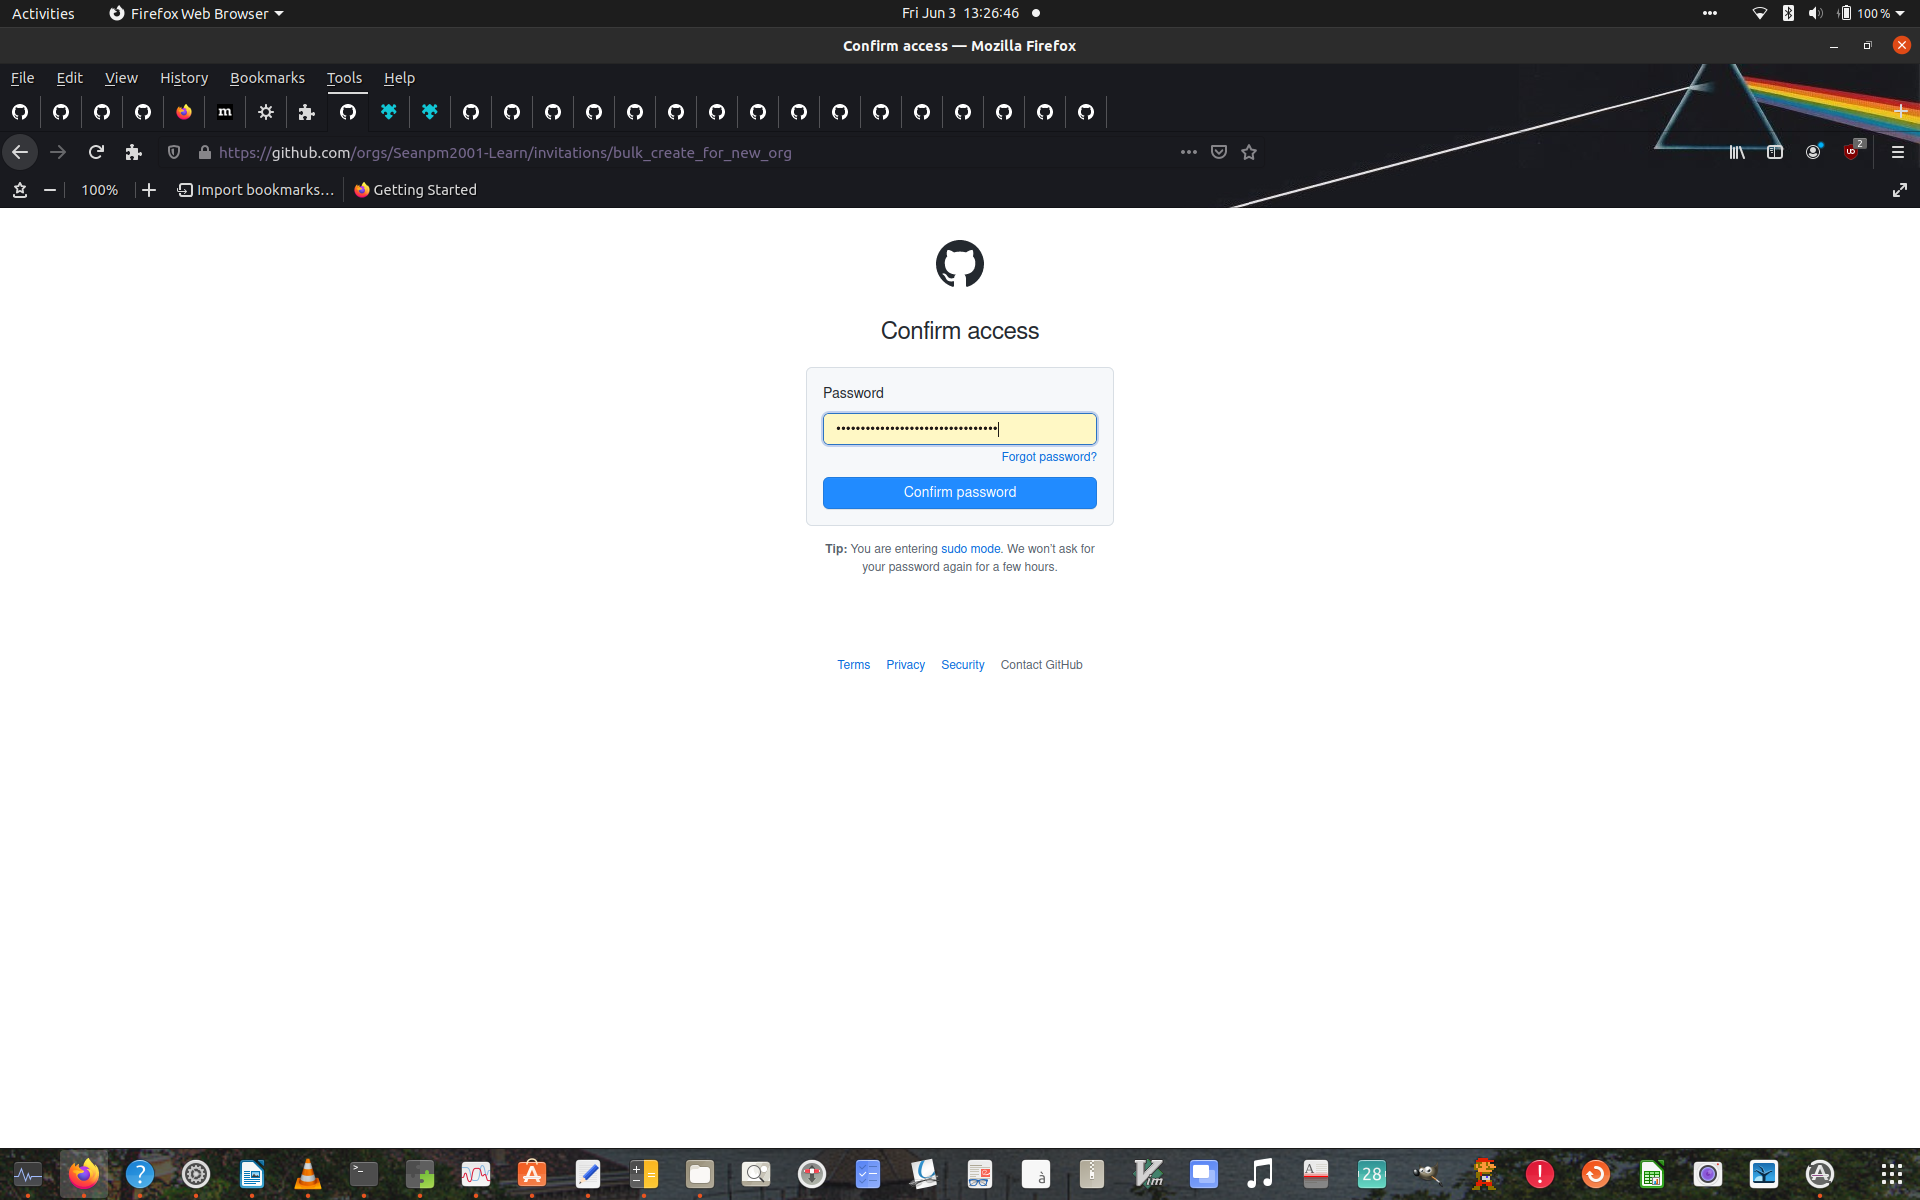 Activities
Firefox Web Browser
Fri Jun 3 13:26:46
100 %
Confirm access — Mozilla Firefox
File Edit View History Bookmarks Tools Help
m
https://github.com/orgs/Seanpm2001-Learn/invitations/bulk_create_for_new_org
2
100%
Import bookmarks…
Getting Started
Confirm access
Password
Forgot password?
Confirm password
Tip: You are entering sudo mode. We won't ask for
your password again for a few hours.
Terms Privacy Security Contact GitHub
?
>_
A
à
Vim
A
28
!